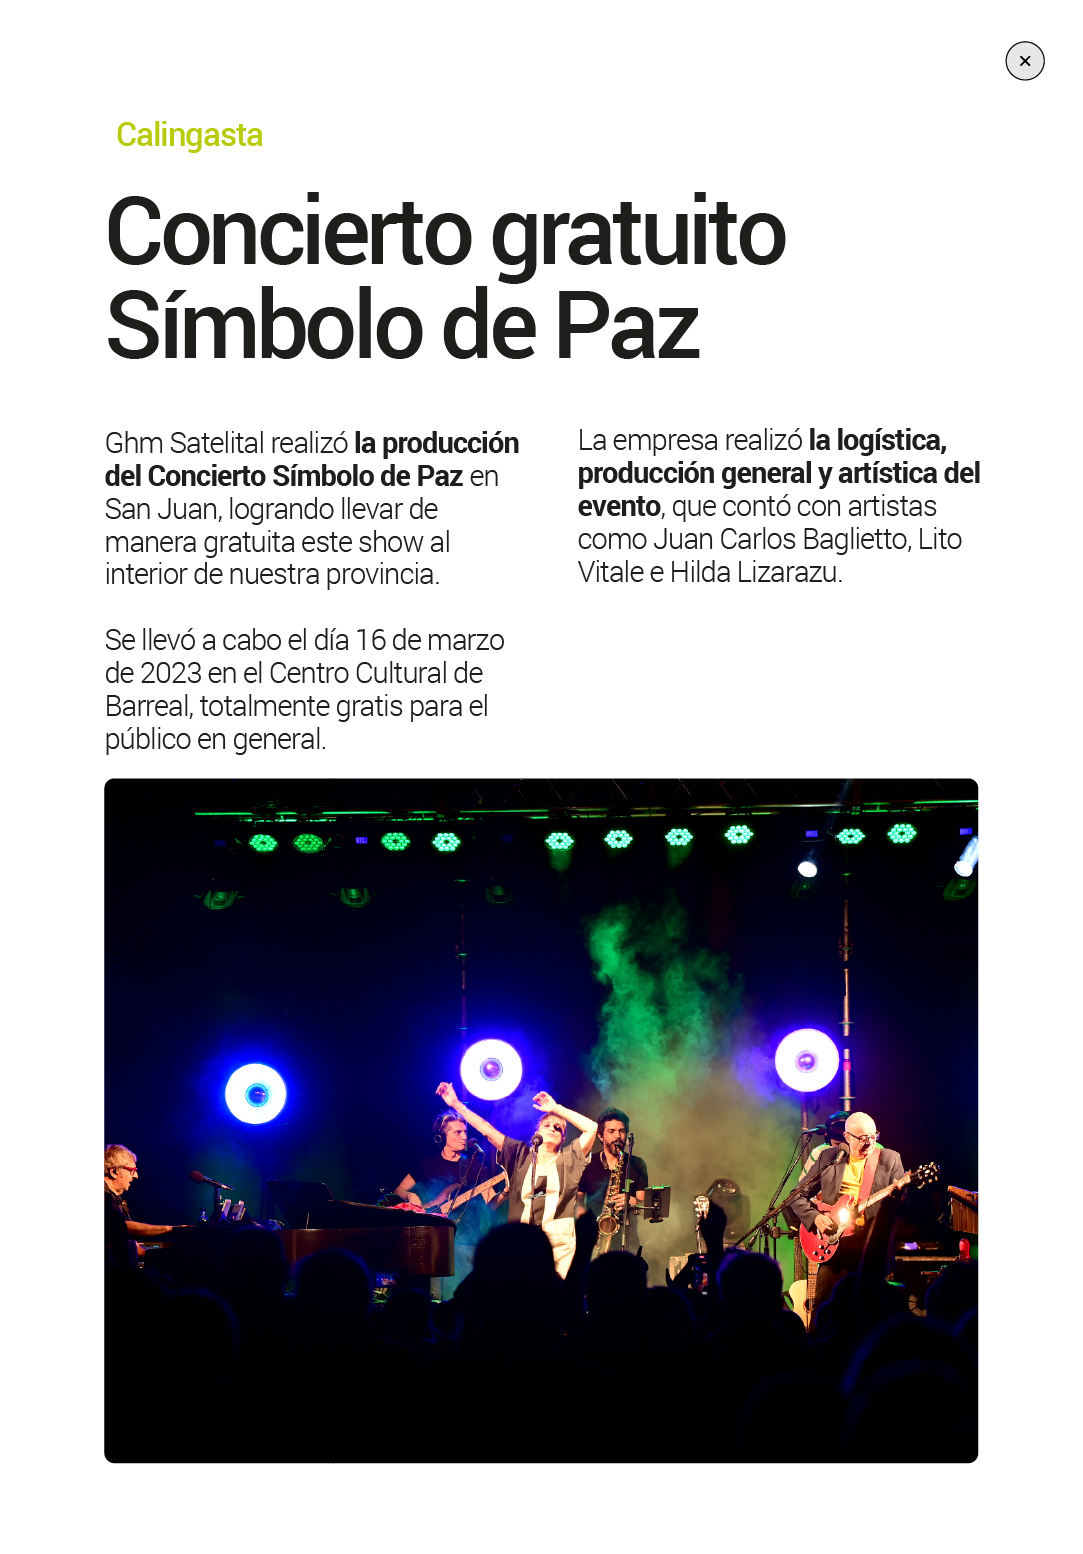 Calingasta
Concierto gratuito
Símbolo de Paz
Ghm Satelital realizó la producción
del Concierto Símbolo de Paz en
San Juan, logrando llevar de
manera gratuita este show al
interior de nuestra provincia.
Se llevó a cabo el día 16 de marzo
de 2023 en el Centro Cultural de
Barreal, totalmente gratis para el
público en general.
La empresa realizó la logística,
producción general y artística del
evento, que contó con artistas
como Juan Carlos Baglietto, Lito
Vitale e Hilda Lizarazu.